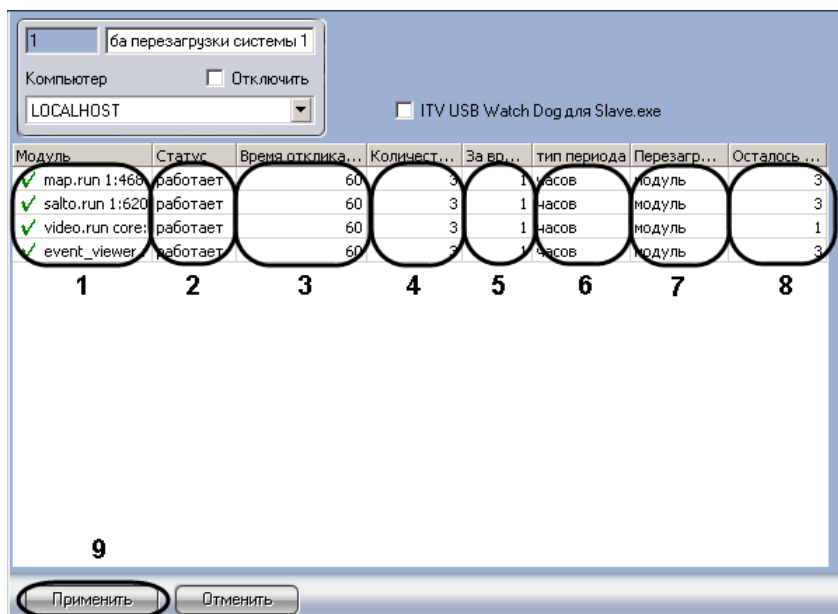 1 ба перезагрузки системы 1
Компьютер Отключить
LOCALHOST ITV USB Watch Dog для Slave.exe
Модуль Статус Время отклика... Количест... За вр... тип периода Перезагр... Осталось ...
map.run 1:468 работает 60 3 1 часов модуль 3
salto.run 1:620 работает 60 3 1 часов модуль 3
video.run core: работает 60 3 1 часов модуль 1
event_viewer работает 60 3 1 часов модуль 3
1 2 3 4 5 6 7 8
9
Применить Отменить